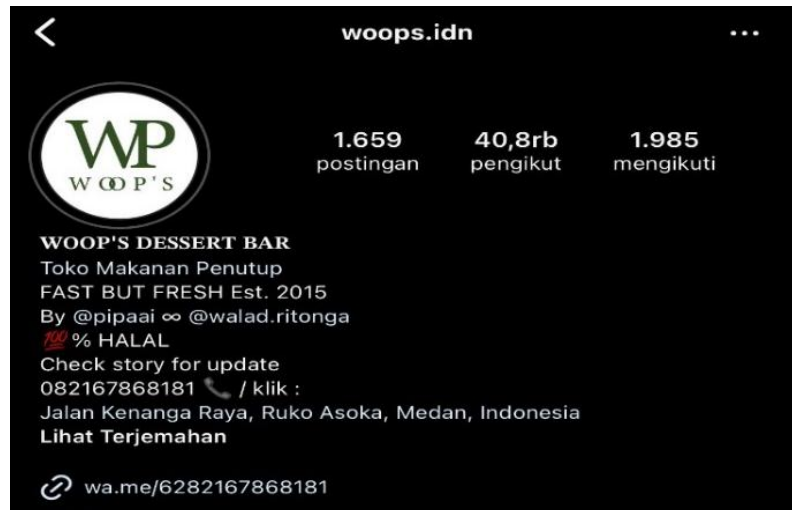 woops.idn
WP
WOOP'S
1.659 40,8rb 1.985
postingan pengikut mengikuti
WOOP'S DESSERT BAR
Toko Makanan Penutup
FAST BUT FRESH Est. 2015
By @pipaai ∞ @walad.ritonga
💯 % HALAL
Check story for update
082167868181 📞 / klik :
Jalan Kenanga Raya, Ruko Asoka, Medan, Indonesia
Lihat Terjemahan
wa.me/6282167868181